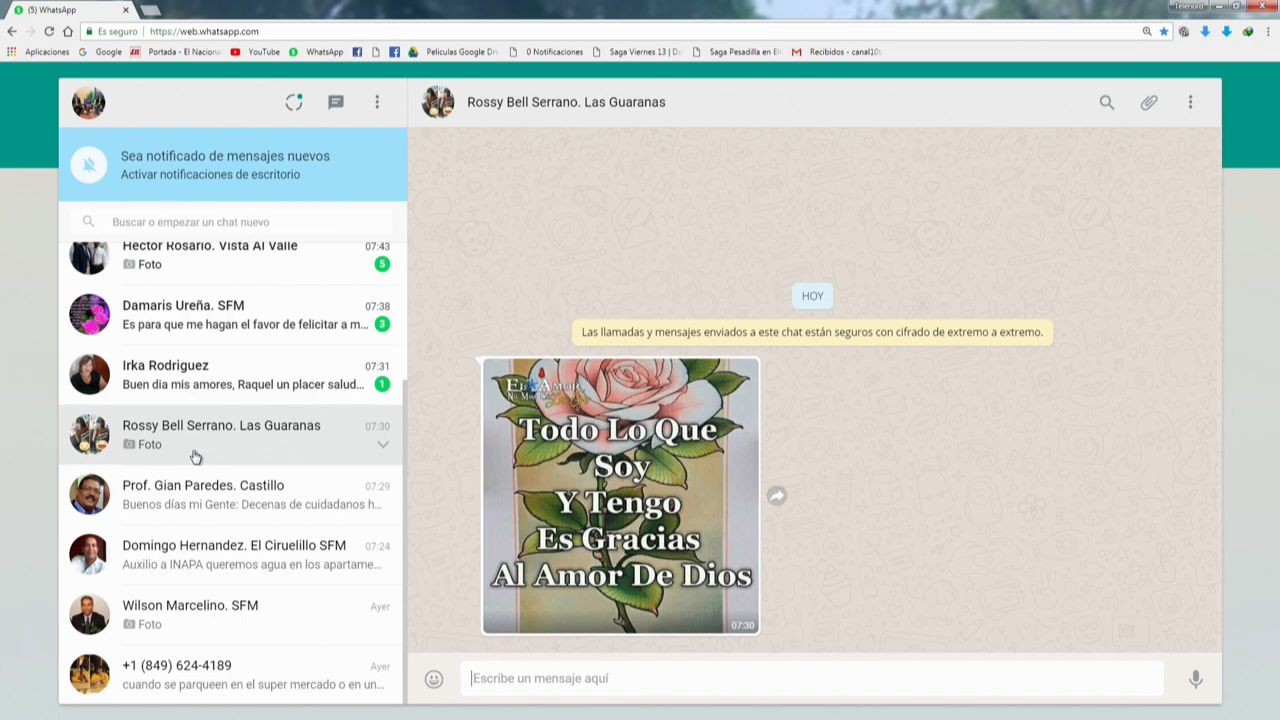 (5) WhatsApp
Telenord
Es seguro | https://web.whatsapp.com
Aplicaciones
Google
Portada - El Naciona
YouTube
WhatsApp
Peliculas Google Dri
0 Notificaciones
Saga Viernes 13 | Do
Saga Pesadilla en El
Recibidos - canal10t
Rossy Bell Serrano. Las Guaranas
Sea notificado de mensajes nuevos
Activar notificaciones de escritorio
Buscar o empezar un chat nuevo
Hector Rosario. Vista Al Valle
07:43
Foto
5
Damaris Ureña. SFM
07:38
Es para que me hagan el favor de felicitar a m...
3
Irka Rodriguez
07:31
Buen dia mis amores, Raquel un placer salud...
1
Rossy Bell Serrano. Las Guaranas
07:30
Foto
Prof. Gian Paredes. Castillo
07:29
Buenos días mi Gente: Decenas de cuidadanos h...
Domingo Hernandez. El Ciruelillo SFM
07:24
Auxilio a INAPA queremos agua en los apartame...
Wilson Marcelino. SFM
Ayer
Foto
+1 (849) 624-4189
Ayer
cuando se parqueen en el super mercado o en un...
HOY
Las llamadas y mensajes enviados a este chat están seguros con cifrado de extremo a extremo.
El Amor
Todo Lo Que
Soy
Y Tengo
Es Gracias
Al Amor De Dios
07:30
Escribe un mensaje aquí